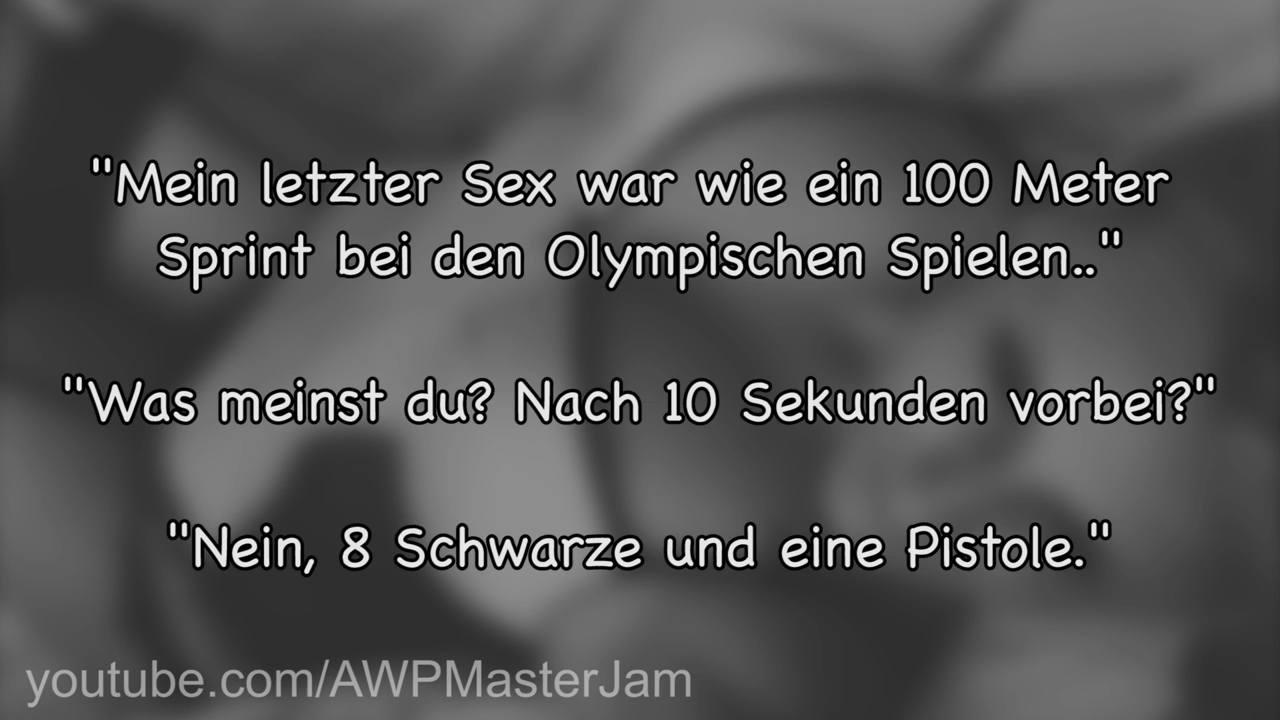 "Mein letzter Sex war wie ein 100 Meter
Sprint bei den Olympischen Spielen.."
"Was meinst du? Nach 10 Sekunden vorbei?"
"Nein, 8 Schwarze und eine Pistole."
youtube.com/AWPMasterJam